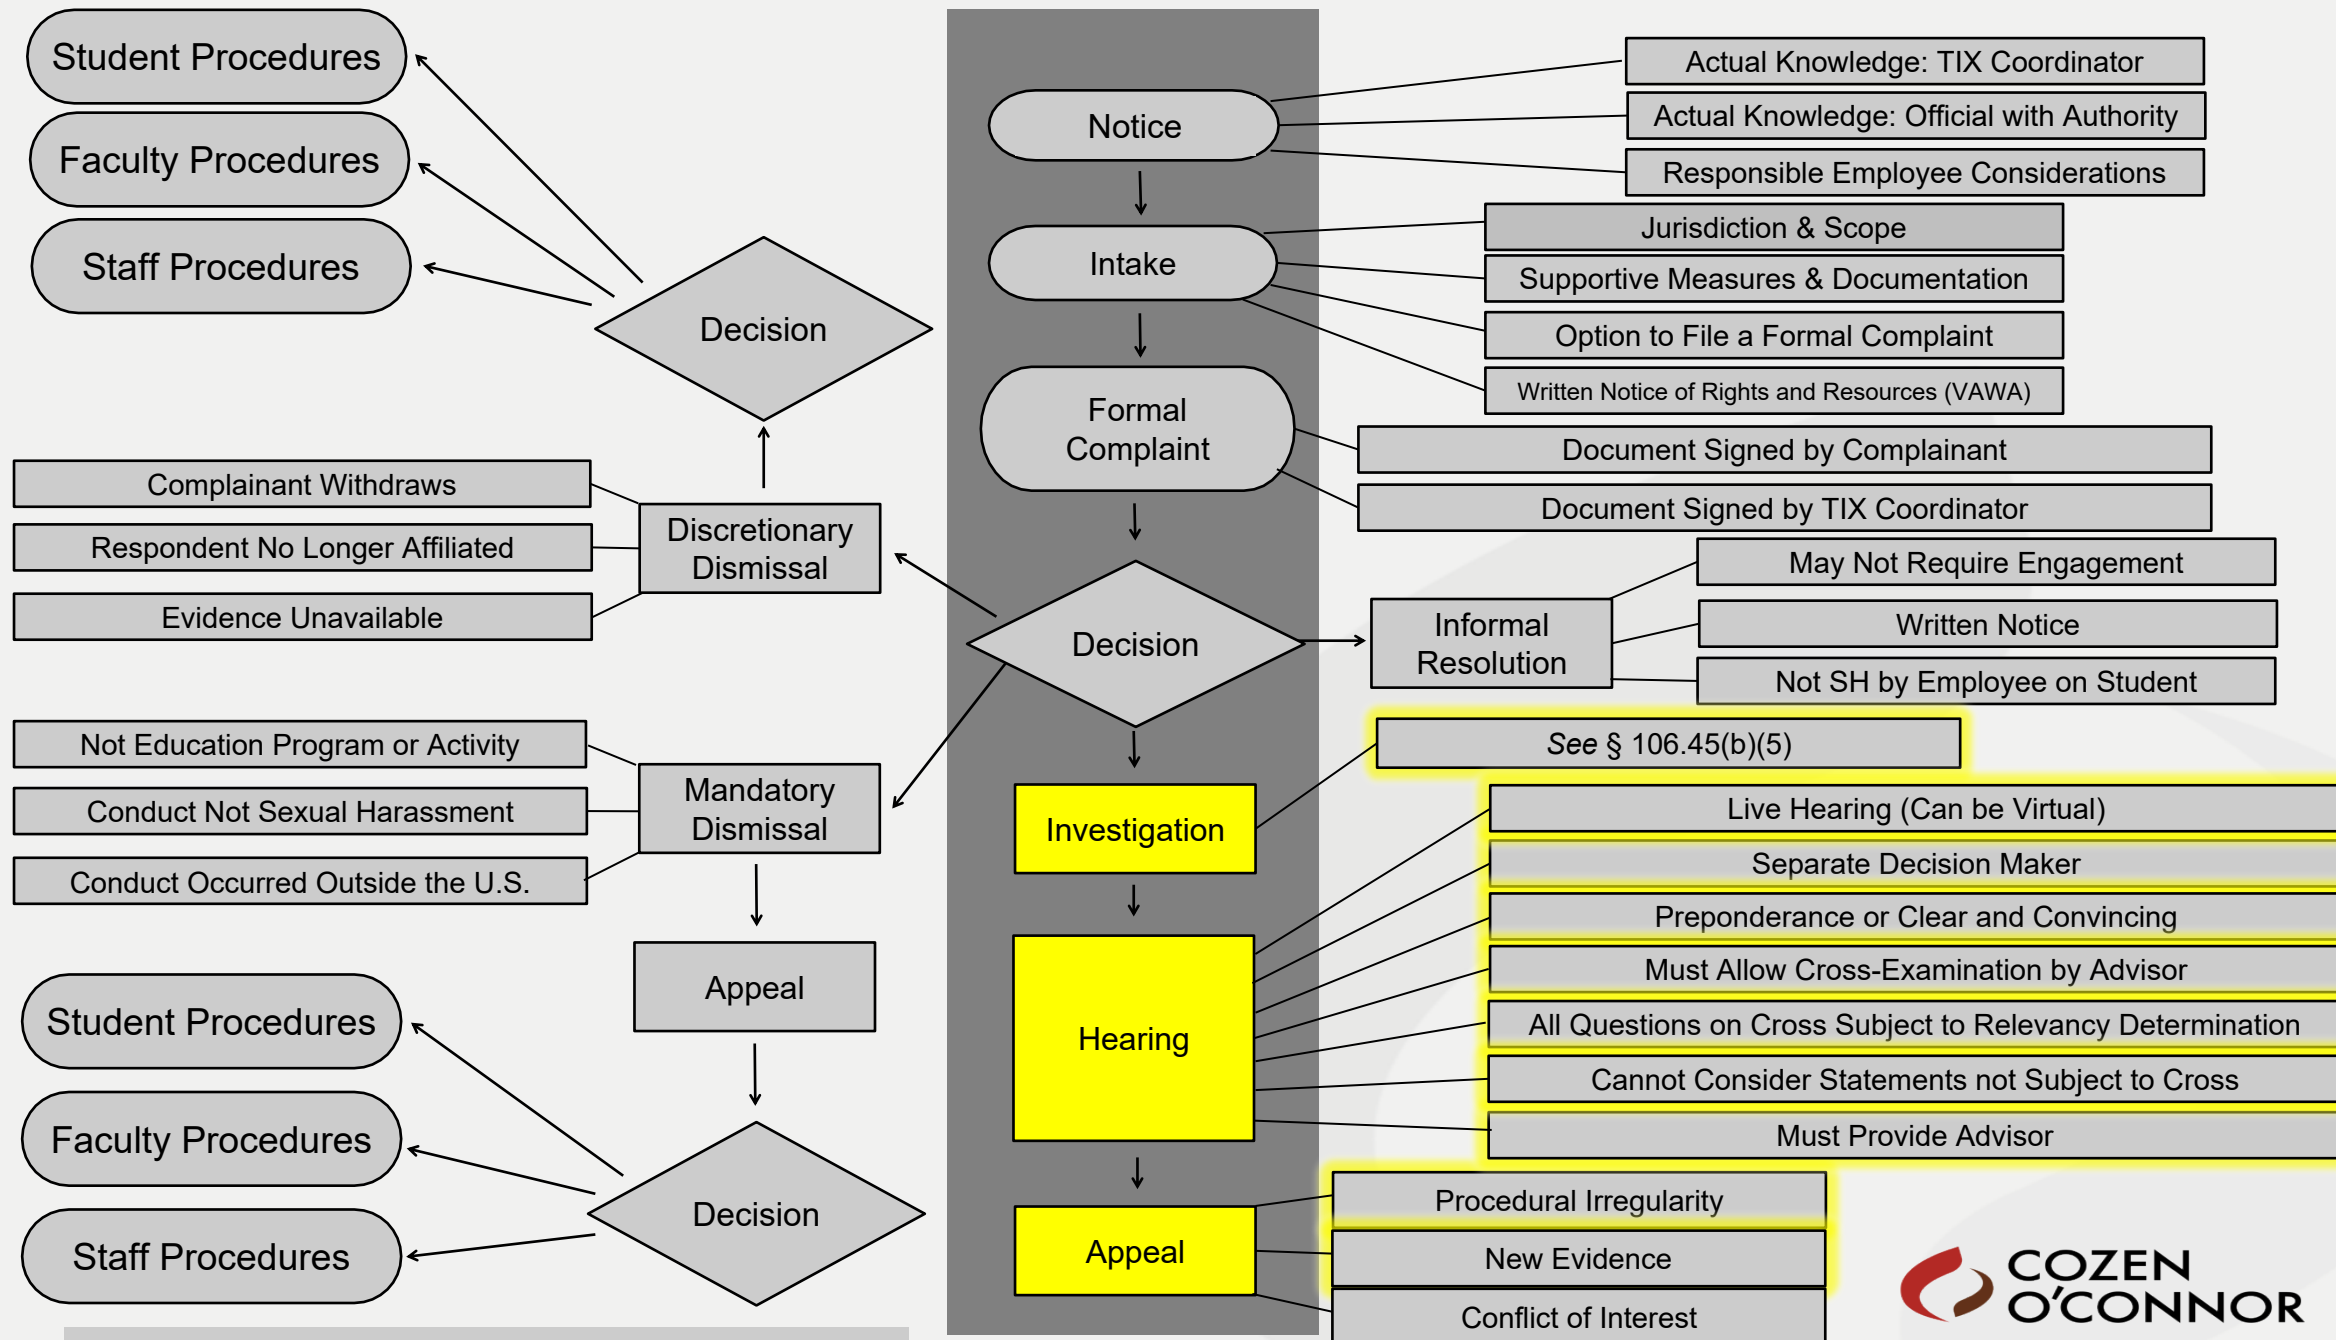 Student Procedures
Faculty Procedures
Staff Procedures
Decision
Complainant Withdraws
Respondent No Longer Affiliated
Evidence Unavailable
Discretionary
Dismissal
Not Education Program or Activity
Conduct Not Sexual Harassment
Conduct Occurred Outside the U.S.
Mandatory
Dismissal
Appeal
Student Procedures
Faculty Procedures
Staff Procedures
Decision
Notice
Intake
Formal
Complaint
Decision
Investigation
Hearing
Appeal
Actual Knowledge: TIX Coordinator
Actual Knowledge: Official with Authority
Responsible Employee Considerations
Jurisdiction & Scope
Supportive Measures & Documentation
Option to File a Formal Complaint
Written Notice of Rights and Resources (VAWA)
Document Signed by Complainant
Document Signed by TIX Coordinator
Informal
Resolution
May Not Require Engagement
Written Notice
Not SH by Employee on Student
See § 106.45(b)(5)
Live Hearing (Can be Virtual)
Separate Decision Maker
Preponderance or Clear and Convincing
Must Allow Cross-Examination by Advisor
All Questions on Cross Subject to Relevancy Determination
Cannot Consider Statements not Subject to Cross
Must Provide Advisor
Procedural Irregularity
New Evidence
Conflict of Interest
COZEN
O'CONNOR